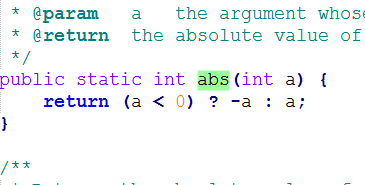 * @param a the argument whose
* @return the absolute value of
*/
public static int abs(int a) {
return (a < 0) ? -a : a;
}
/**